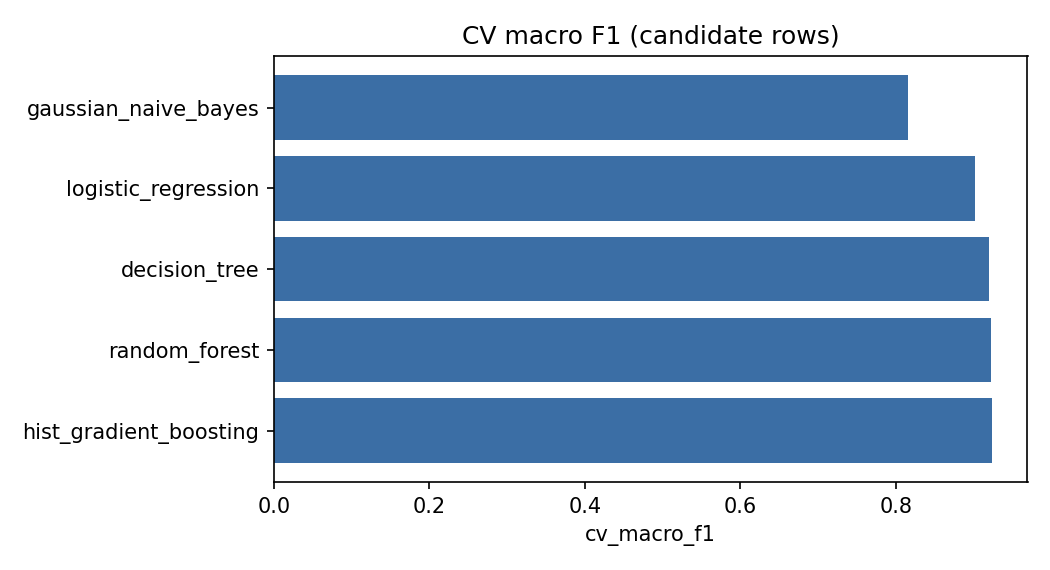 CV macro F1 (candidate rows)
gaussian_naive_bayes
logistic_regression
decision_tree
random_forest
hist_gradient_boosting
0.0 0.2 0.4 0.6 0.8
cv_macro_f1